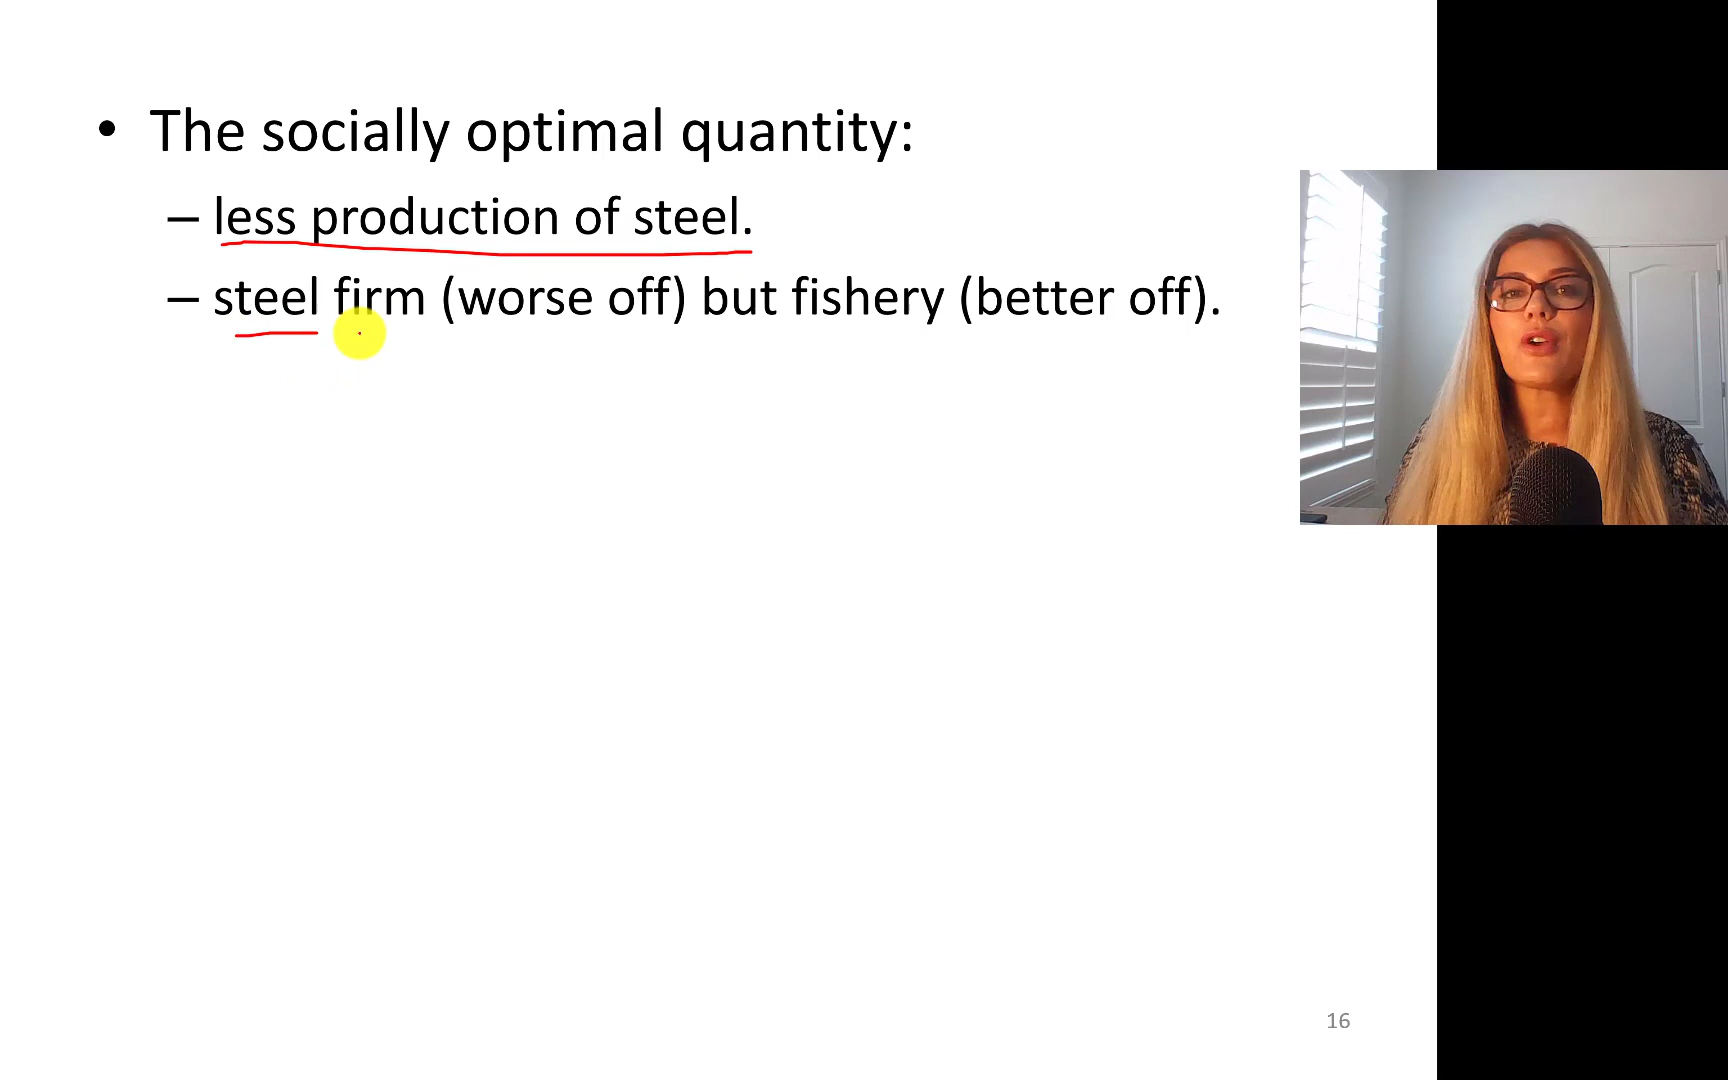 • The socially optimal quantity:
– less production of steel.
– steel firm (worse off) but fishery (better off).
16